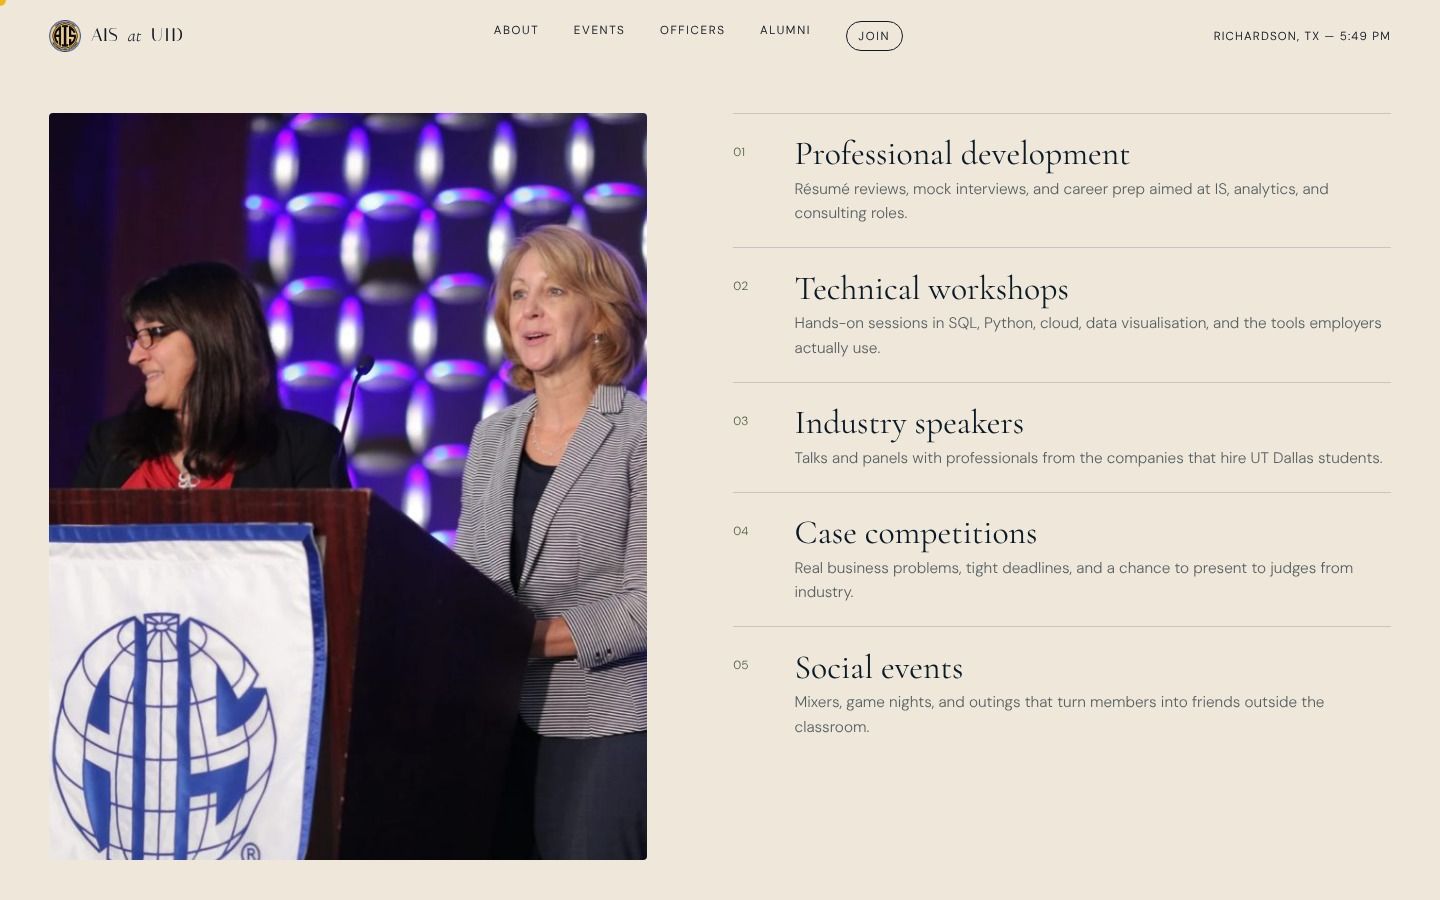 AIS at UTD
ABOUT
EVENTS
OFFICERS
ALUMNI
JOIN
RICHARDSON, TX — 5:49 PM
AIS
®
01
Professional development
Résumé reviews, mock interviews, and career prep aimed at IS, analytics, and
consulting roles.
02
Technical workshops
Hands-on sessions in SQL, Python, cloud, data visualisation, and the tools employers
actually use.
03
Industry speakers
Talks and panels with professionals from the companies that hire UT Dallas students.
04
Case competitions
Real business problems, tight deadlines, and a chance to present to judges from
industry.
05
Social events
Mixers, game nights, and outings that turn members into friends outside the
classroom.